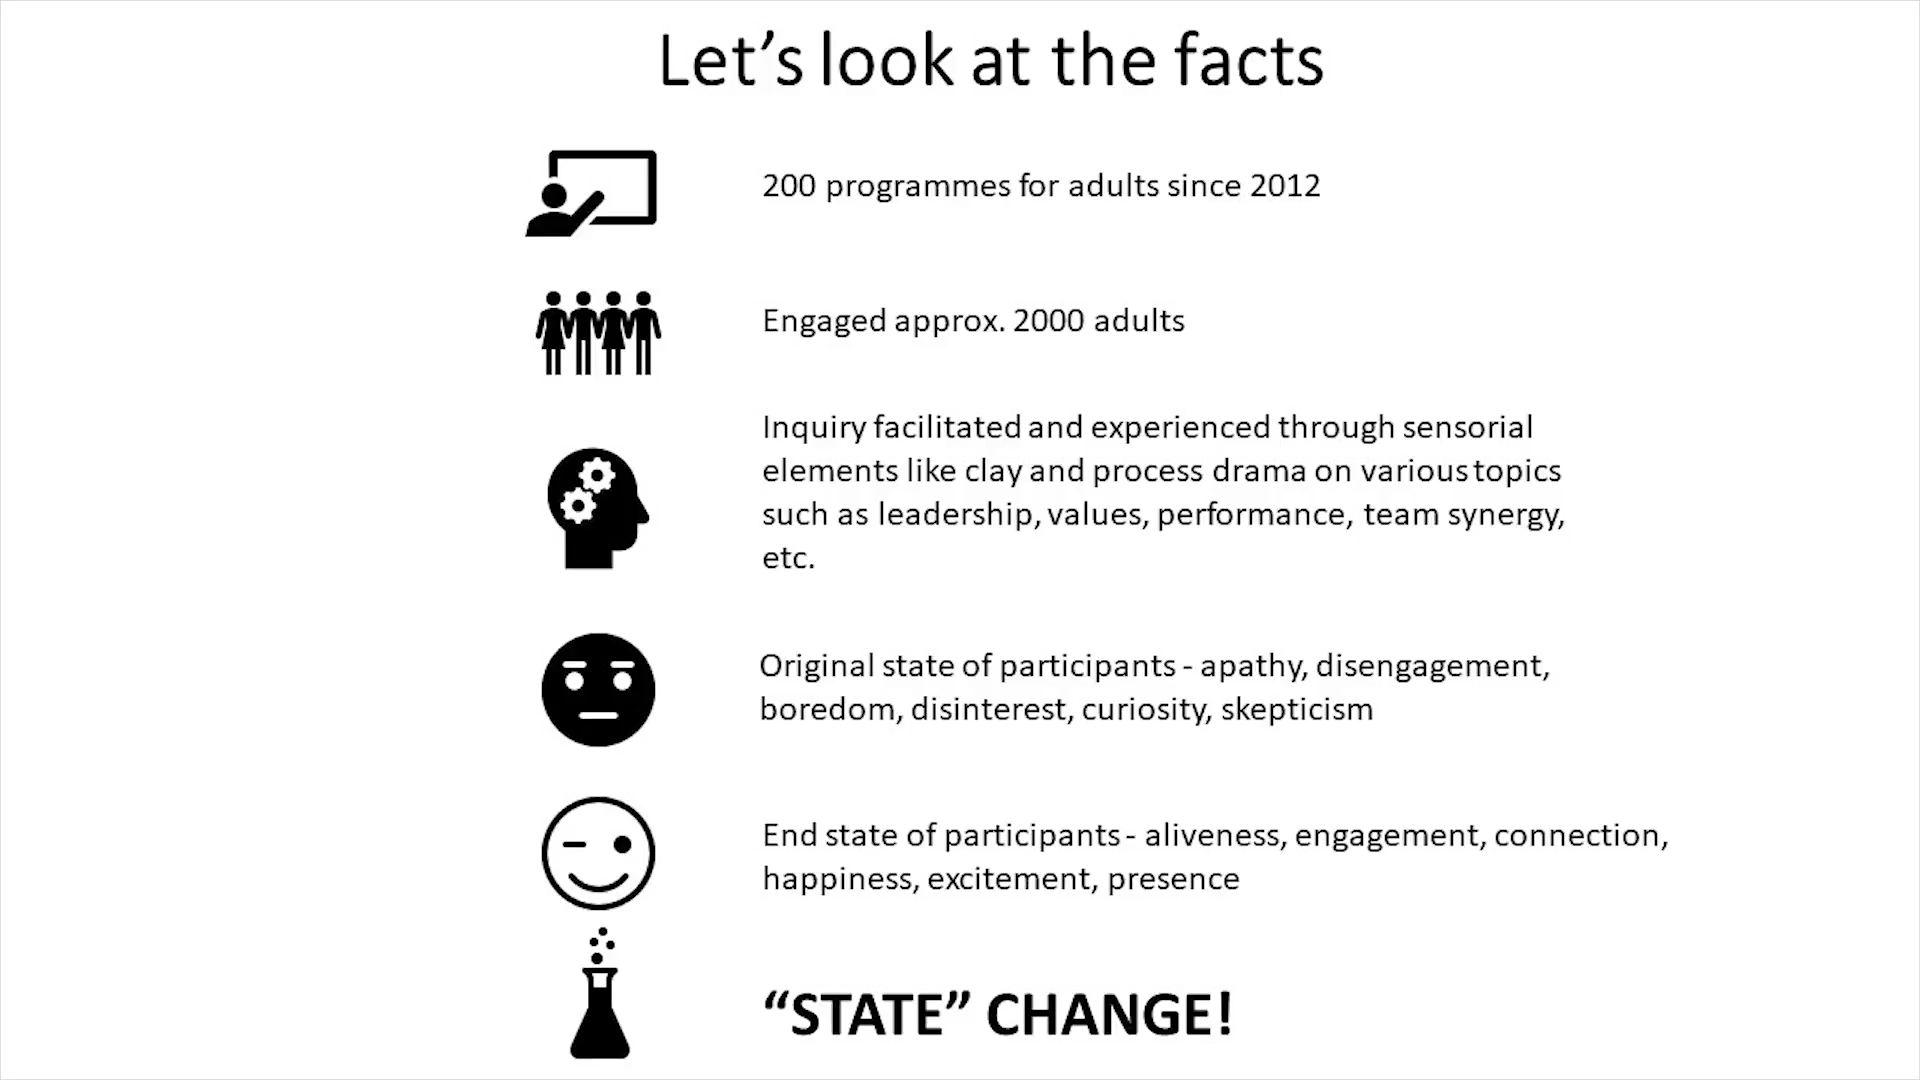 Let’s look at the facts
200 programmes for adults since 2012
Engaged approx. 2000 adults
Inquiry facilitated and experienced through sensorial
elements like clay and process drama on various topics
such as leadership, values, performance, team synergy,
etc.
Original state of participants - apathy, disengagement,
boredom, disinterest, curiosity, skepticism
End state of participants - aliveness, engagement, connection,
happiness, excitement, presence
“STATE” CHANGE!